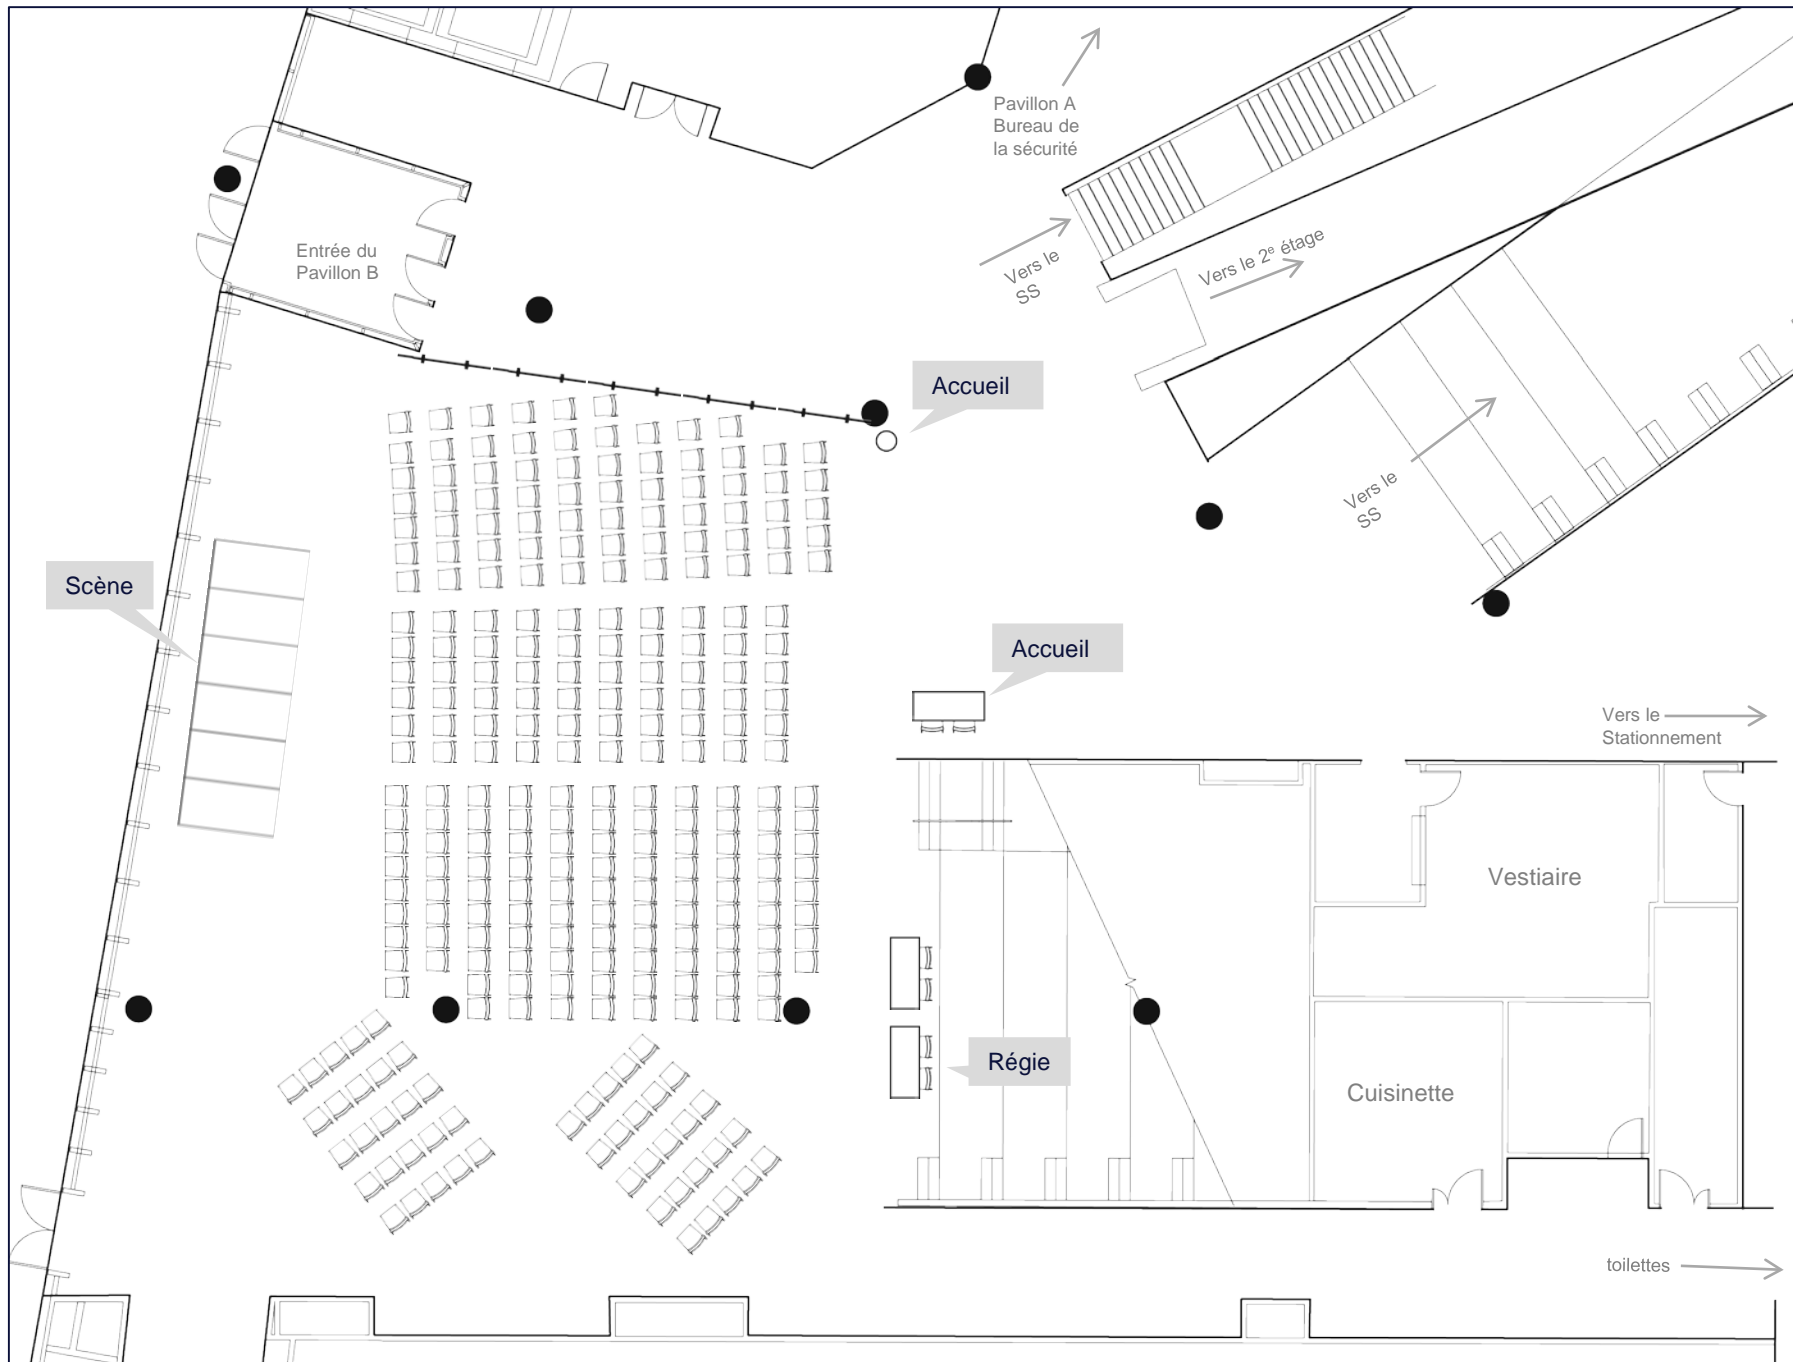 Pavillon A
Bureau de
la sécurité
Entrée du
Pavillon B
Vers le
SS
Vers le 2e étage
Accueil
Vers le
SS
Scène
Accueil
Vers le
Stationnement
Vestiaire
Régie
Cuisinette
toilettes